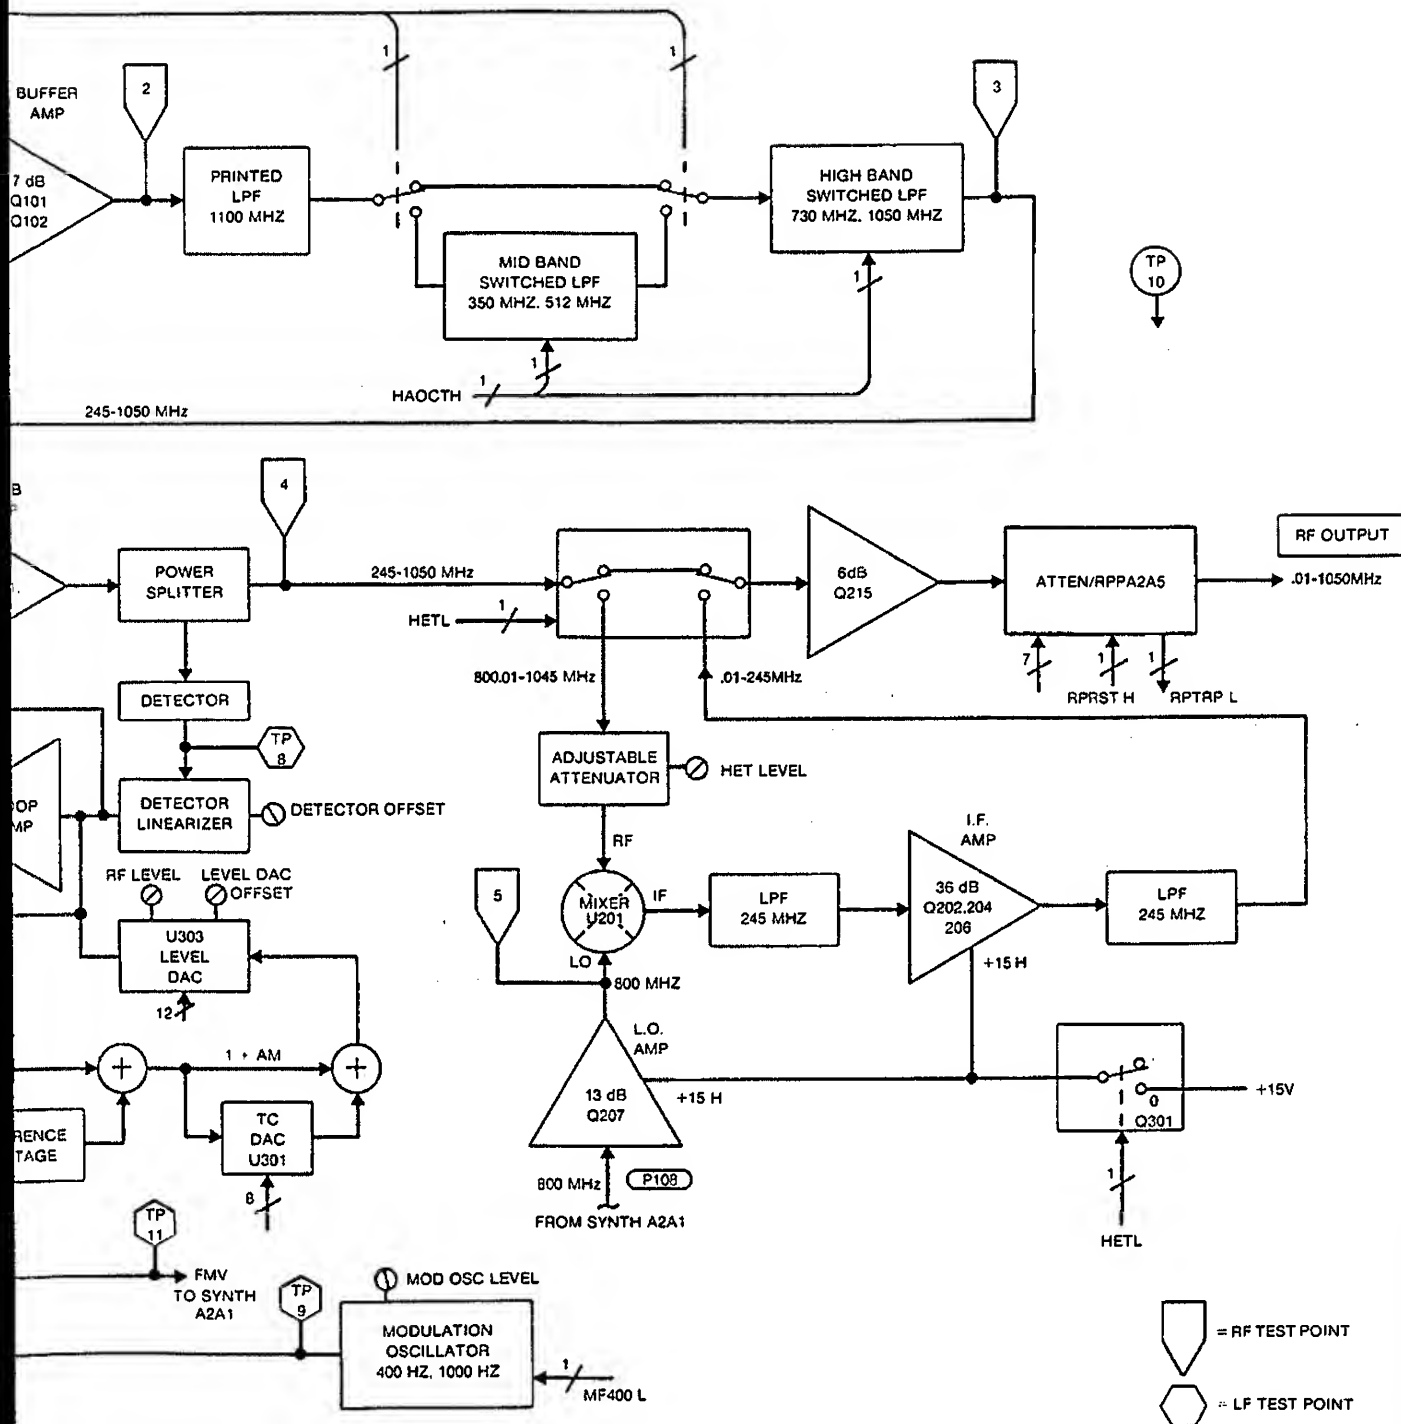 1
1
BUFFER
AMP
2
3
7 dB
Q101
Q102
PRINTED
LPF
1100 MHZ
HIGH BAND
SWITCHED LPF
730 MHZ. 1050 MHZ
MID BAND
SWITCHED LPF
350 MHZ. 512 MHZ
1
TP
10
1
1
HAOCTH
245-1050 MHz
B
4
POWER
SPLITTER
245-1050 MHz
HETL
1
6dB
Q215
ATTEN/RPPA2A5
RF OUTPUT
.01-1050MHz
7
1
1
RPRST H
RPTRP L
800.01-1045 MHz
.01-245MHz
DETECTOR
TP
8
ADJUSTABLE
ATTENUATOR
HET LEVEL
OP
MP
DETECTOR
LINEARIZER
DETECTOR OFFSET
RF
RF LEVEL
LEVEL DAC
OFFSET
5
MIXER
U201
IF
LPF
245 MHZ
I.F.
AMP
36 dB
Q202,204
206
LPF
245 MHZ
U303
LEVEL
DAC
12
LO
800 MHZ
+15 H
L.O.
AMP
+
1 + AM
+
13 dB
Q207
+15 H
0
Q301
+15V
RENCE
TAGE
TC
DAC
U301
8
800 MHz
P108
FROM SYNTH A2A1
1
HETL
TP
11
FMV
TO SYNTH
A2A1
TP
9
MOD OSC LEVEL
MODULATION
OSCILLATOR
400 HZ, 1000 HZ
1
MF400 L
= RF TEST POINT
= LF TEST POINT